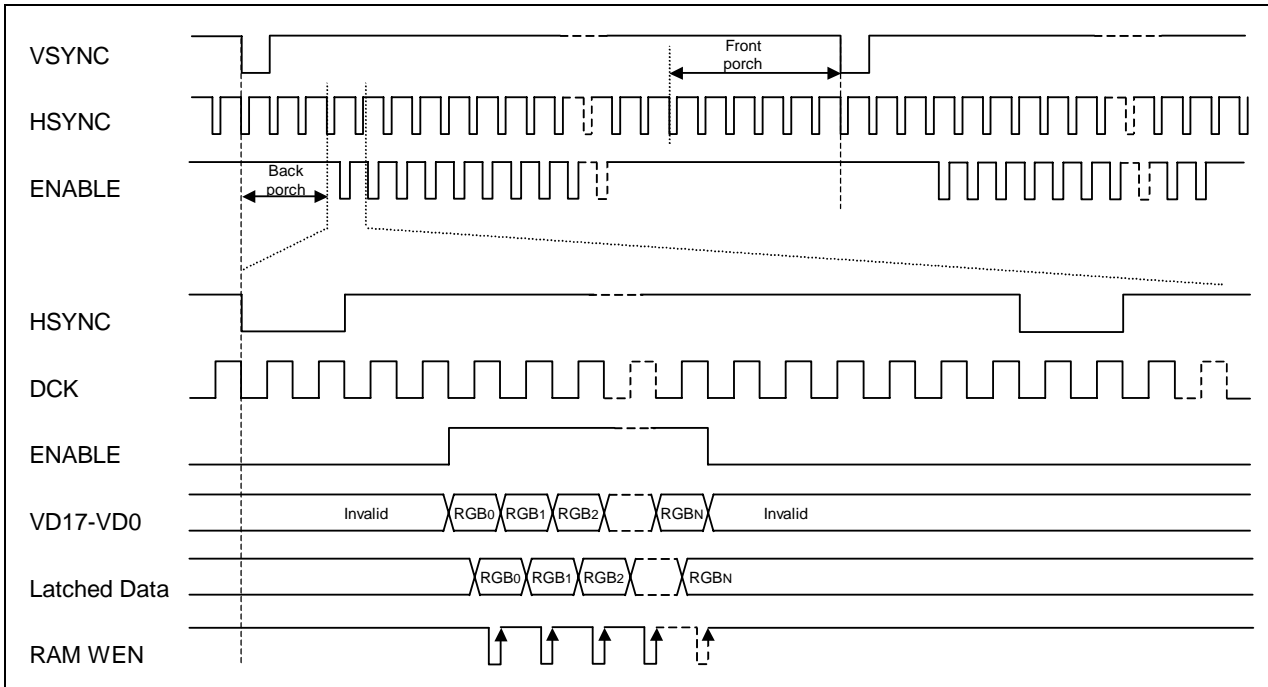 VSYNC
Front
porch
HSYNC
ENABLE
Back
porch
HSYNC
DCK
ENABLE
VD17-VD0
Invalid
RGB0
RGB1
RGB2
RGBN
Invalid
Latched Data
RGB0
RGB1
RGB2
RGBN
RAM WEN